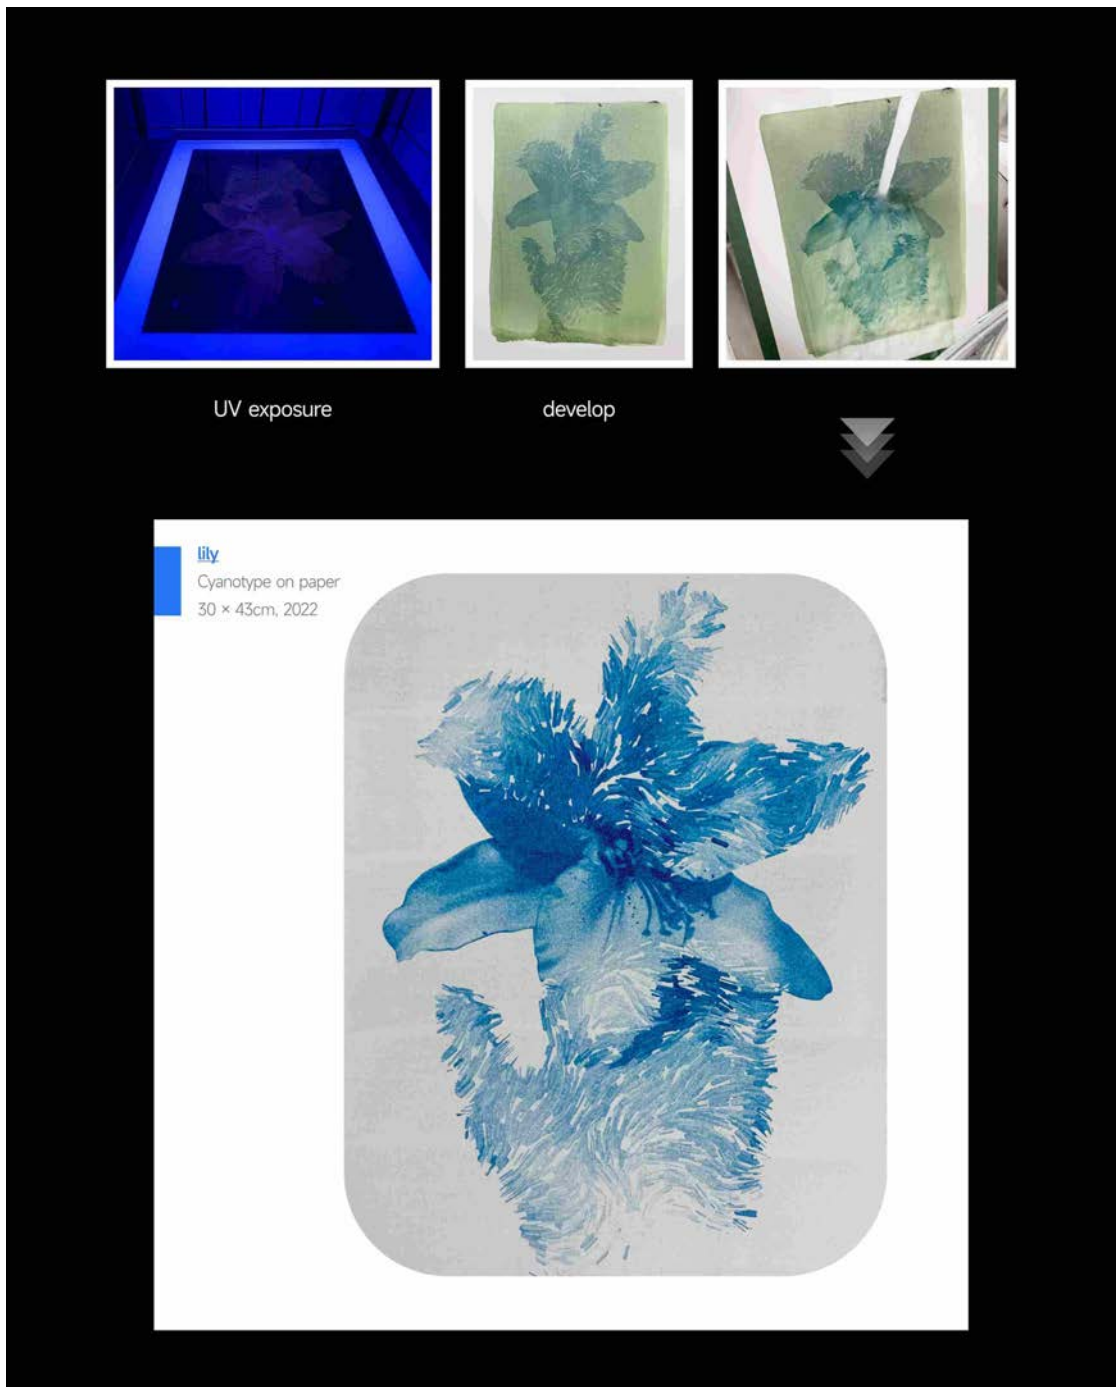 UV exposure
develop
lily
Cyanotype on paper
30 × 43cm, 2022